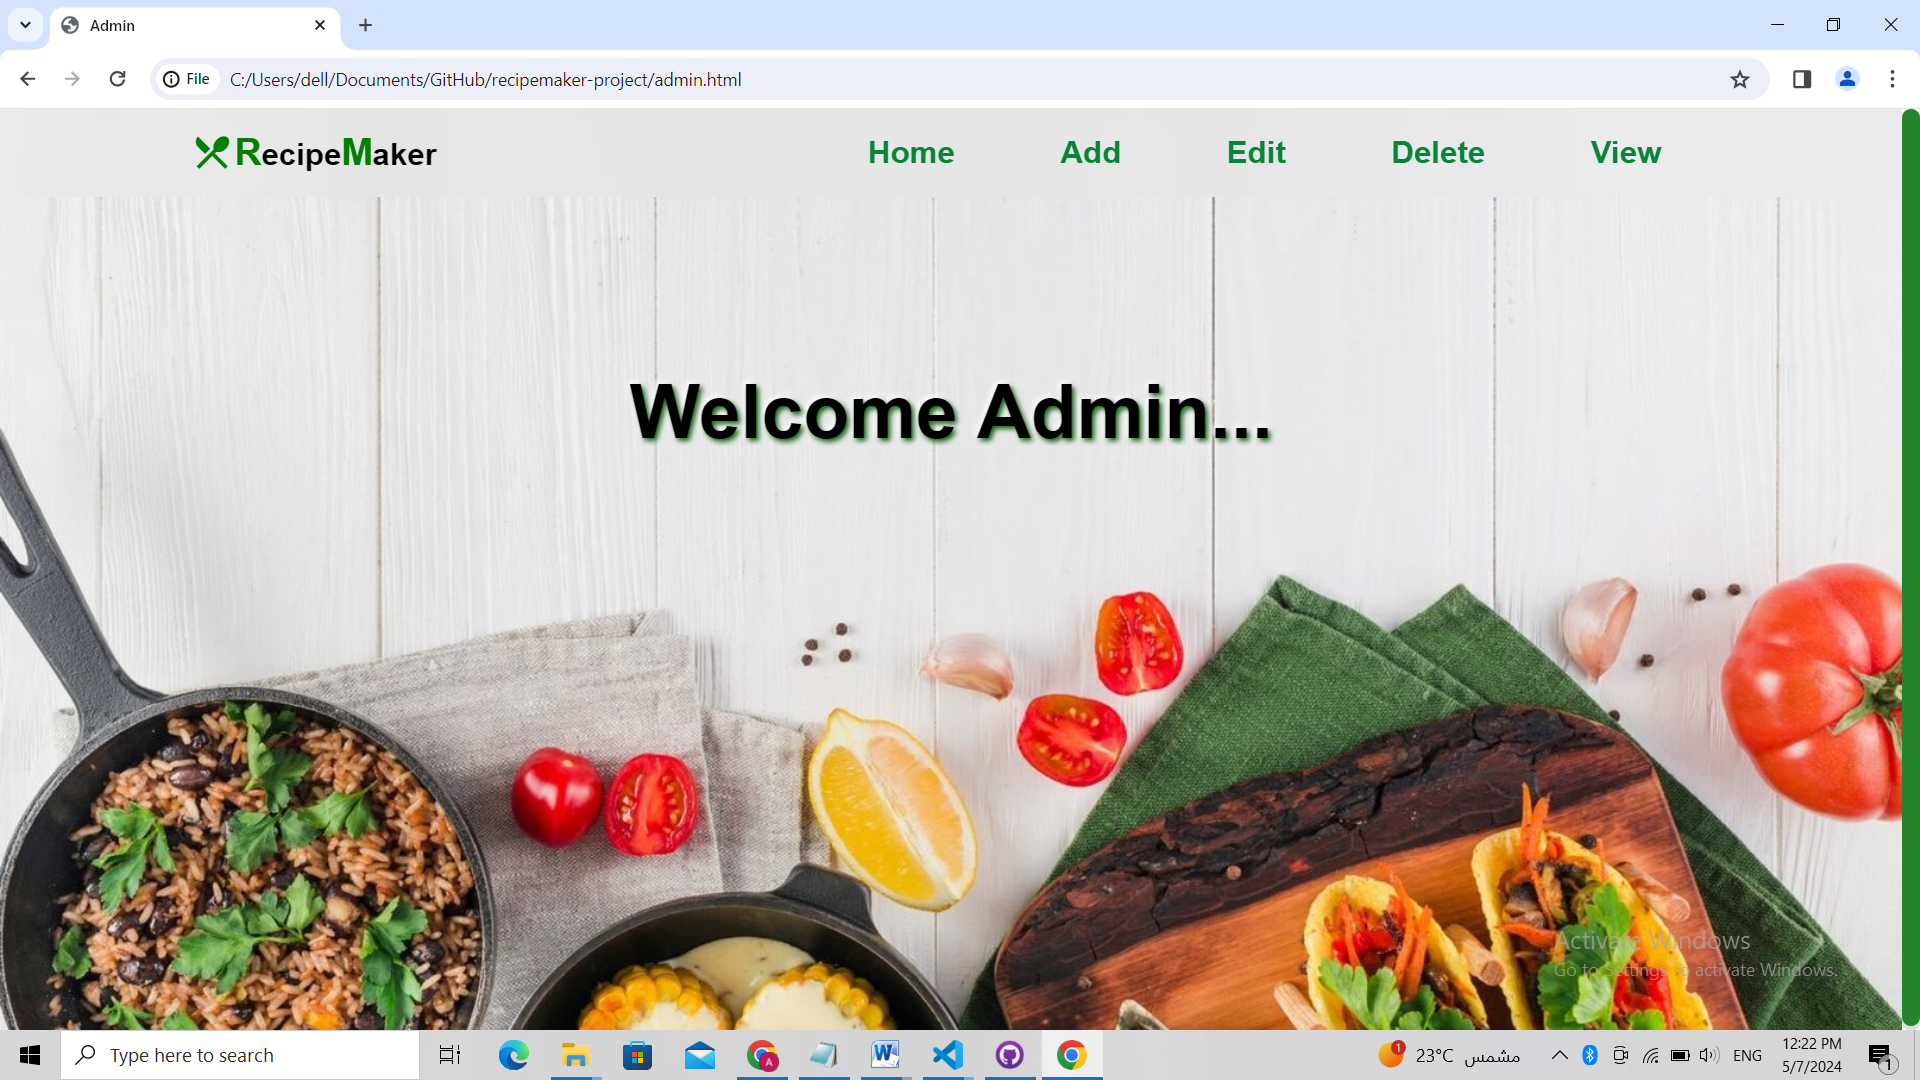 Admin
File C:/Users/dell/Documents/GitHub/recipemaker-project/admin.html
RecipeMaker Home Add Edit Delete View
Welcome Admin...
Activate Windows
Go to Settings to activate Windows.
Type here to search
A
W
1
23°C مشمس
ENG
12:22 PM
5/7/2024
1